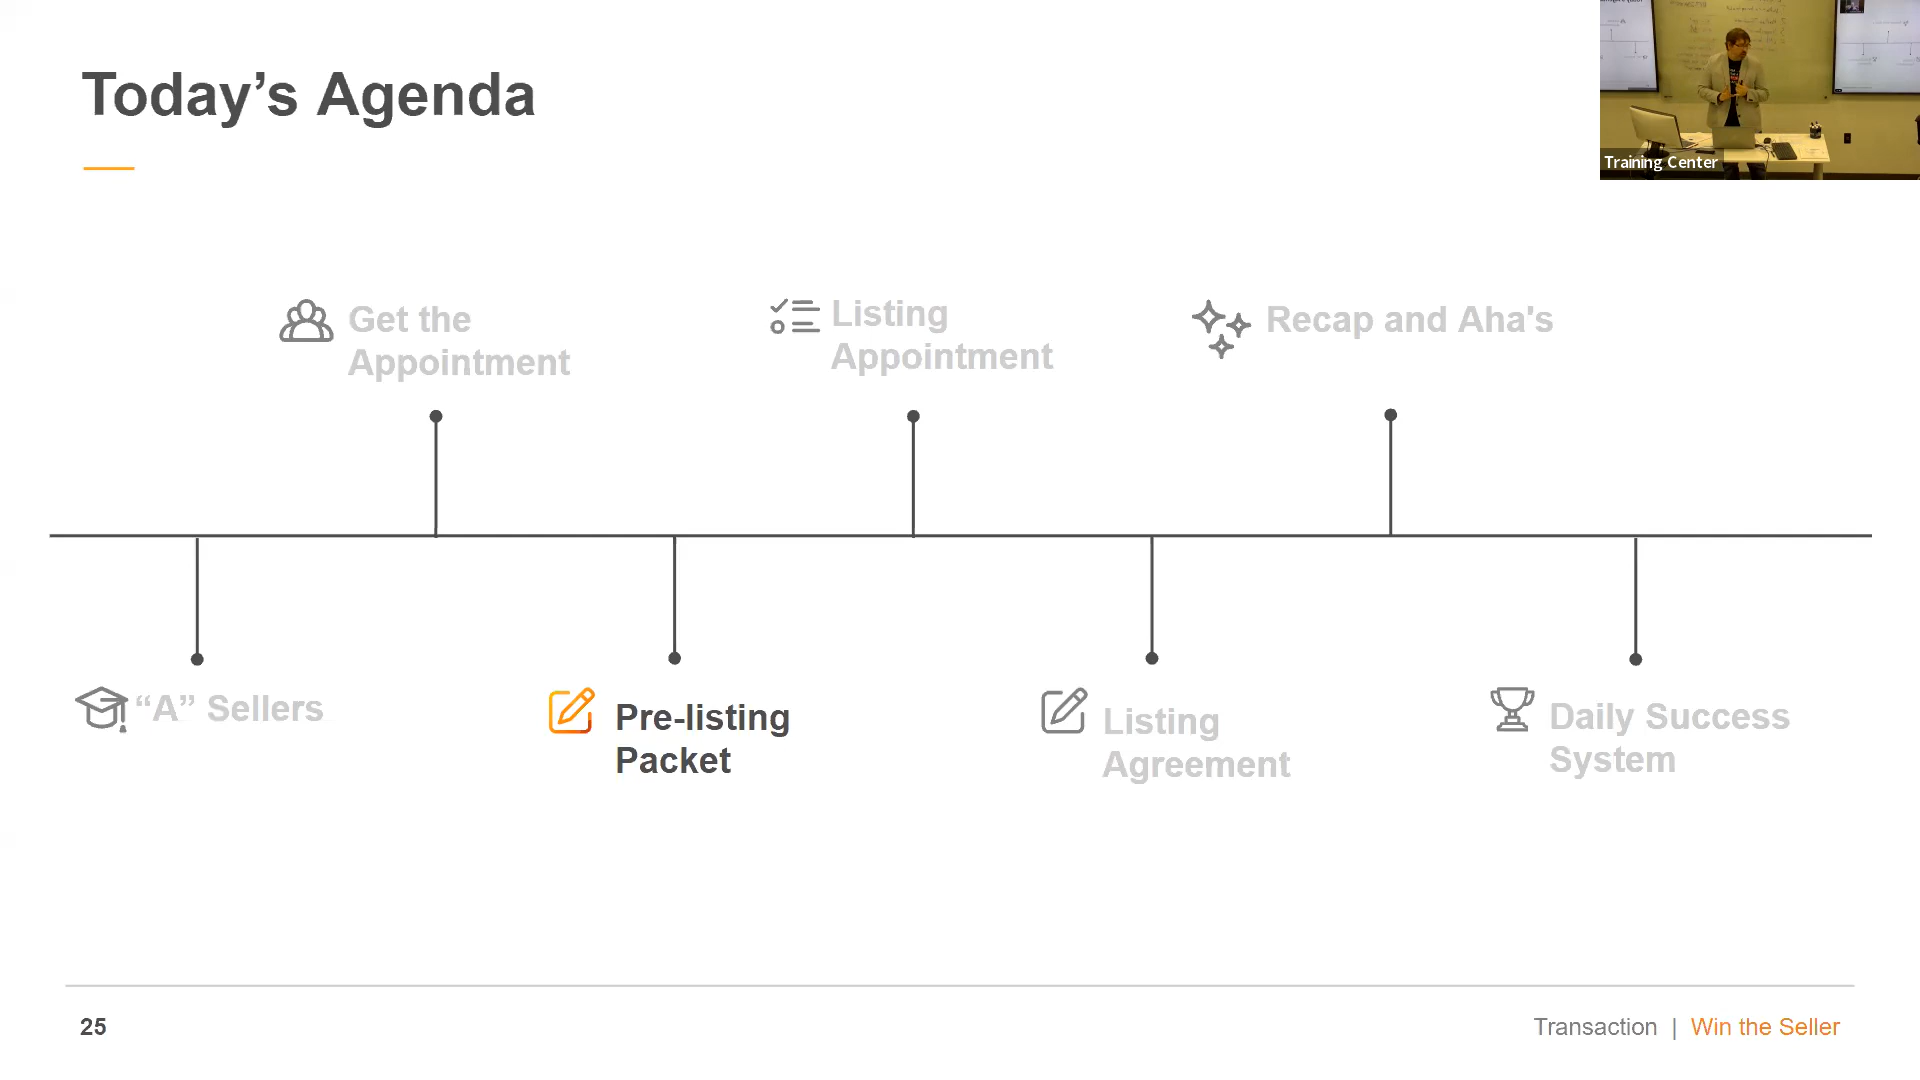 Today’s Agenda
Training Center
Get the
Appointment
Listing
Appointment
Recap and Aha's
“A” Sellers
Pre-listing
Packet
Listing
Agreement
Daily Success
System
25
Transaction | Win the Seller